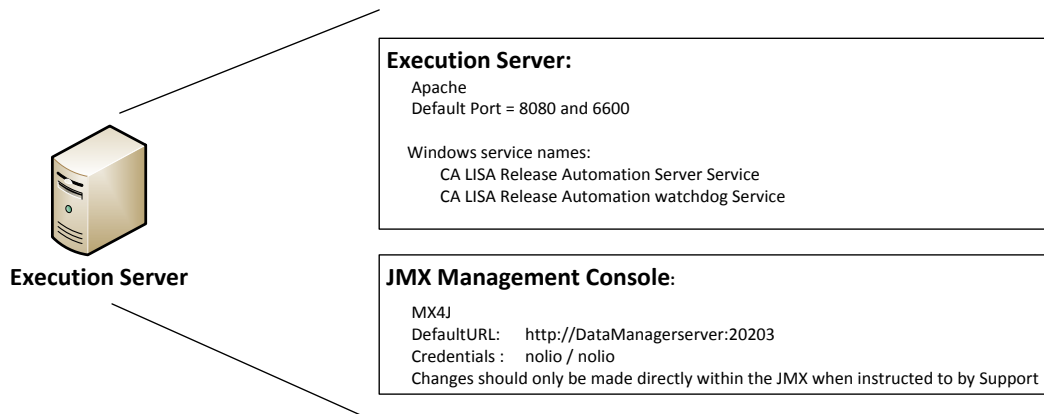 Execution Server:
Apache
Default Port = 8080 and 6600
Windows service names:
CA LISA Release Automation Server Service
CA LISA Release Automation watchdog Service
Execution Server
JMX Management Console:
MX4J
DefaultURL: http://DataManagerserver:20203
Credentials : nolio / nolio
Changes should only be made directly within the JMX when instructed to by Support